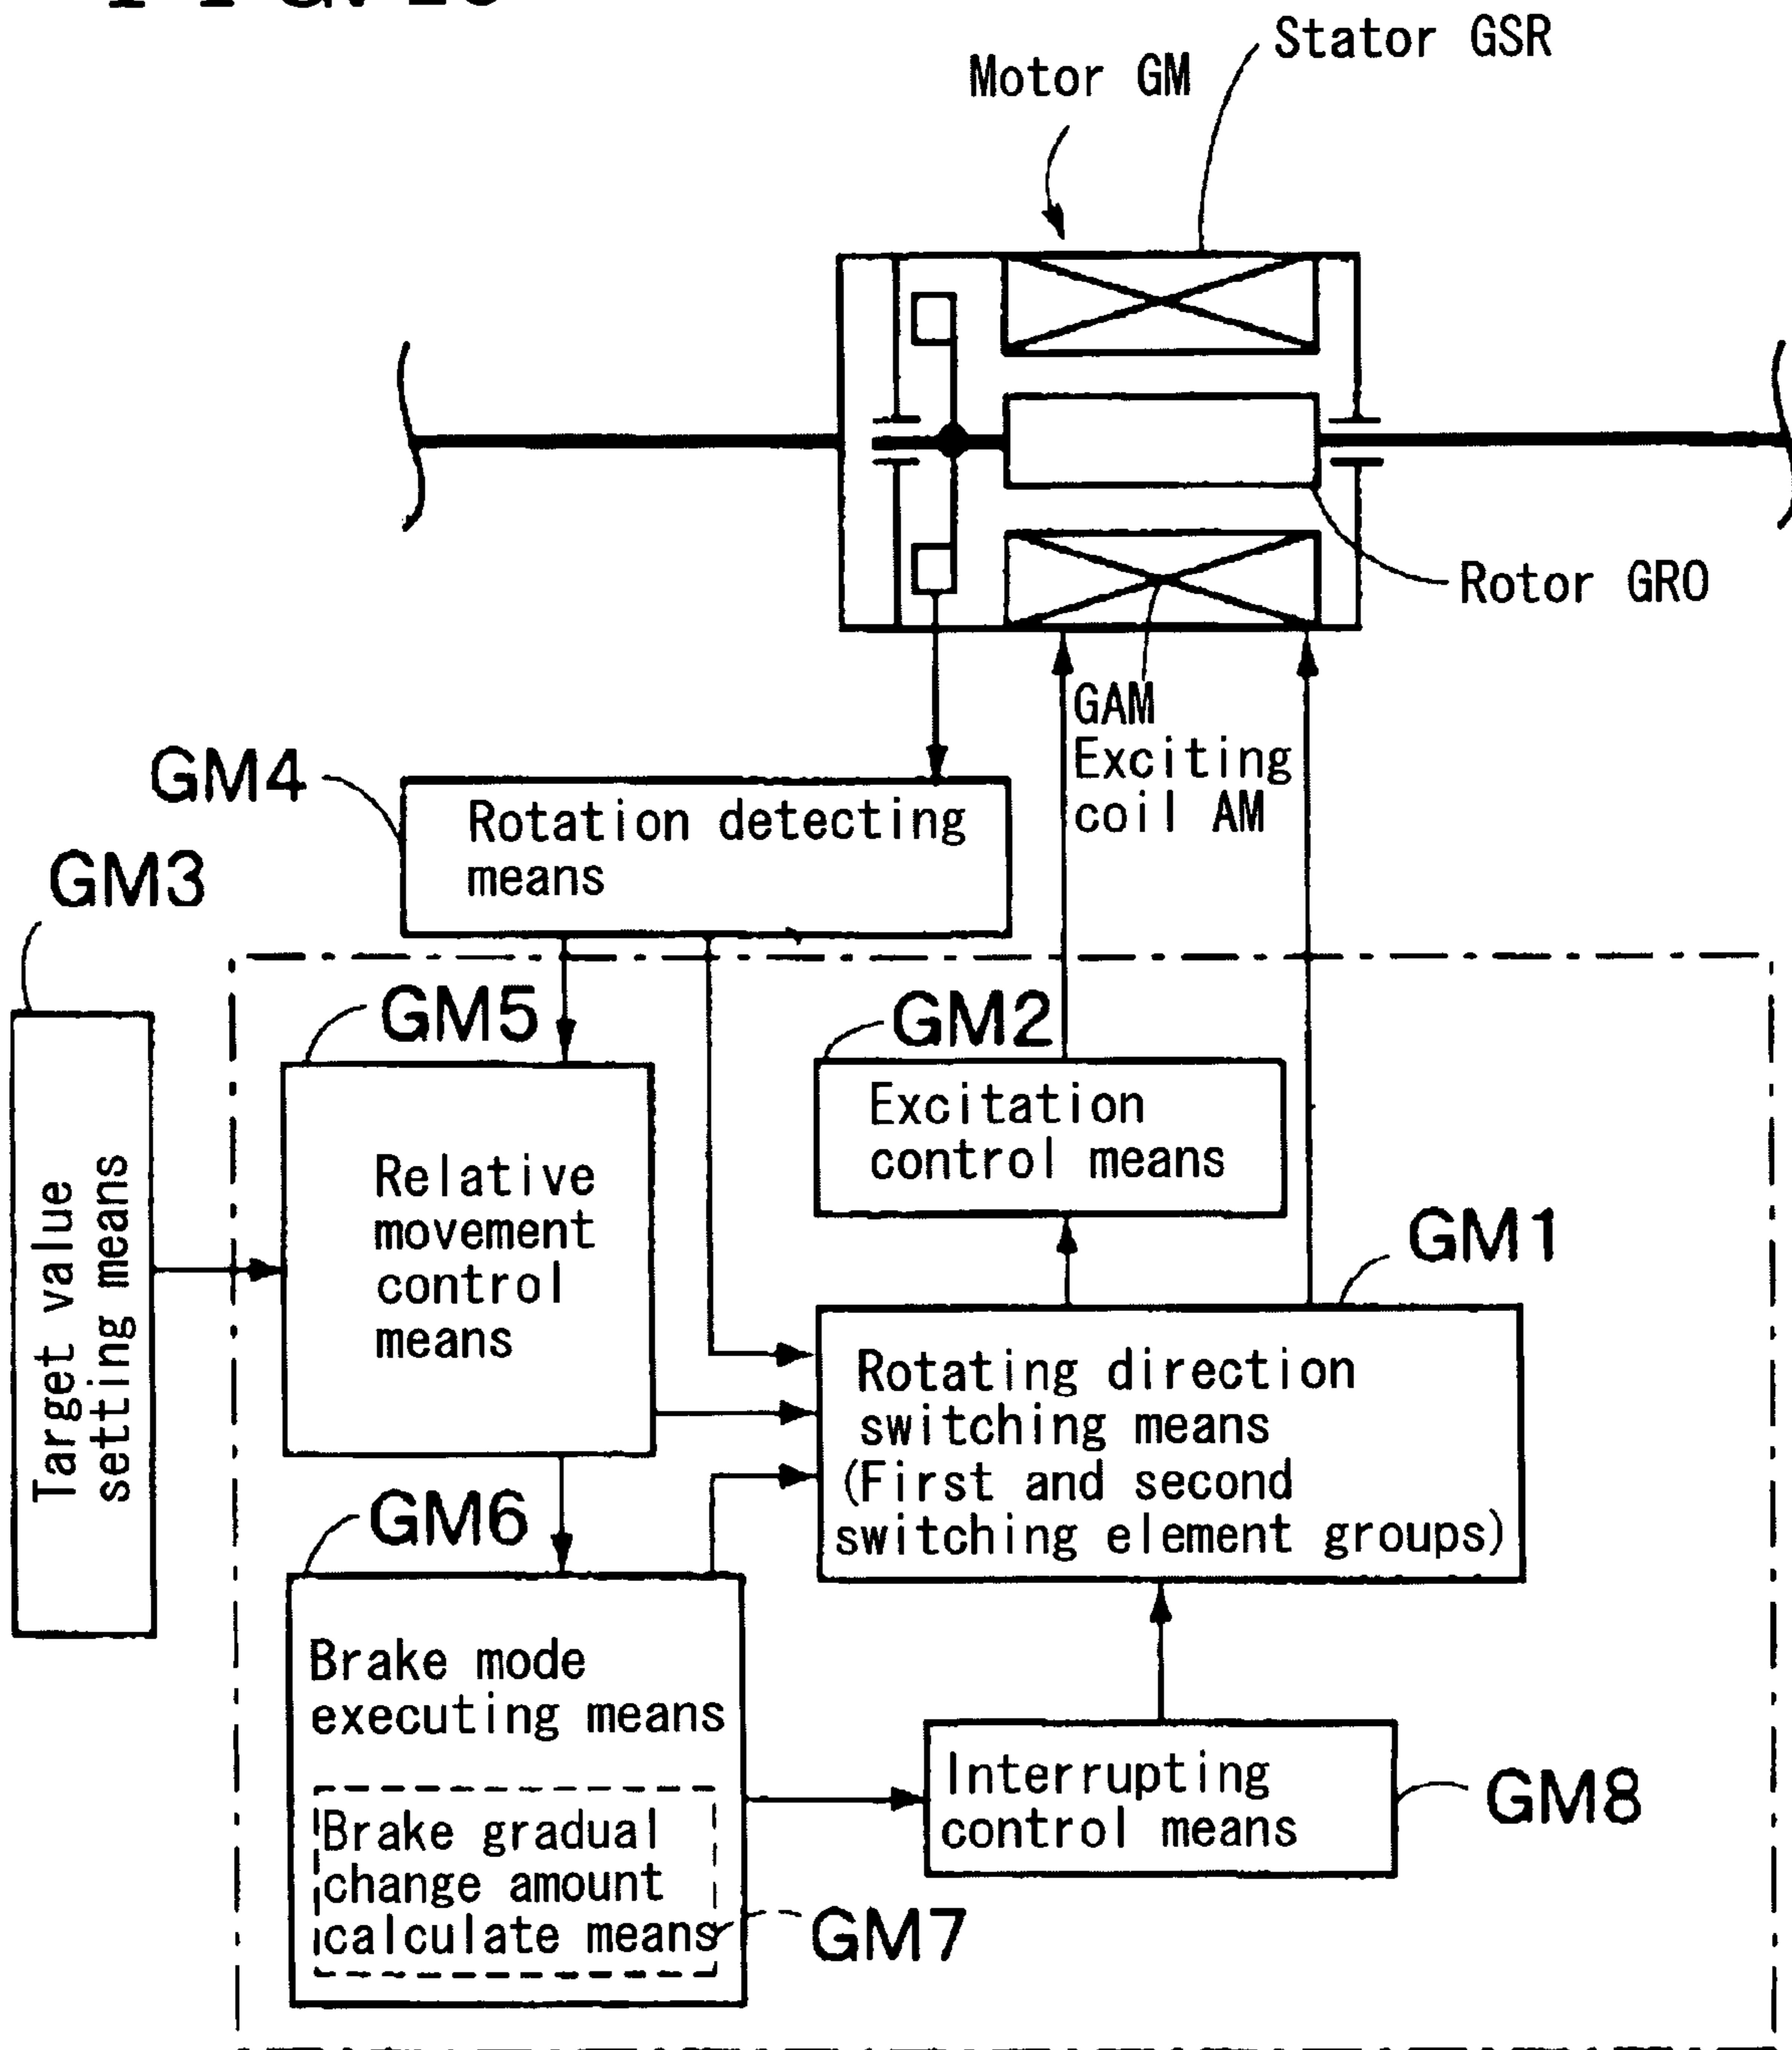 Stator GSR
Motor GM
Rotor GRO
GAM
Exciting
coil AM
GM4
Rotation detecting
means
GM3
Target value
setting means
GM5
Relative
movement
control
means
GM2
Excitation
control means
GM1
Rotating direction
switching means
(First and second
switching element groups)
GM6
Brake mode
executing means
Brake gradual
change amount
calculate means
GM7
Interrupting
control means
GM8